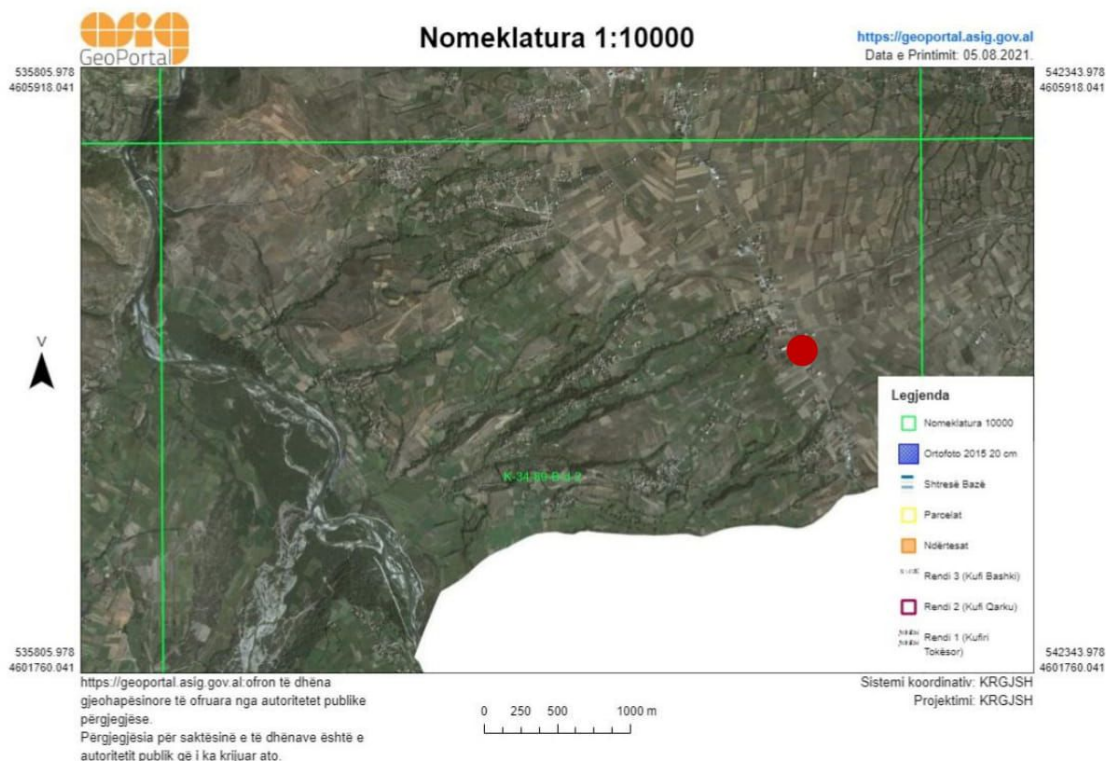 asig
GeoPortal
Nomeklatura 1:10000
https://geoportal.asig.gov.al
Data e Printimit: 05.08.2021.
535805.978
4605918.041
542343.978
4605918.041
V
Legjenda
Nomeklatura 10000
Ortofoto 2015 20 cm
Shtresë Bazë
Parcelat
Ndërtesat
Rendi 3 (Kufi Bashki)
Rendi 2 (Kufi Qarku)
Rendi 1 (Kufiri
Tokësor)
535805.978
4601760.041
542343.978
4601760.041
https://geoportal.asig.gov.al:ofron të dhëna
gjeohapësinore të ofruara nga autoritetet publike
përgjegjëse.
Përgjegjësia për saktësinë e të dhënave është e
autoritetit publik që i ka krijuar ato.
0 250 500 1000 m
Sistemi koordinativ: KRGJSH
Projektimi: KRGJSH